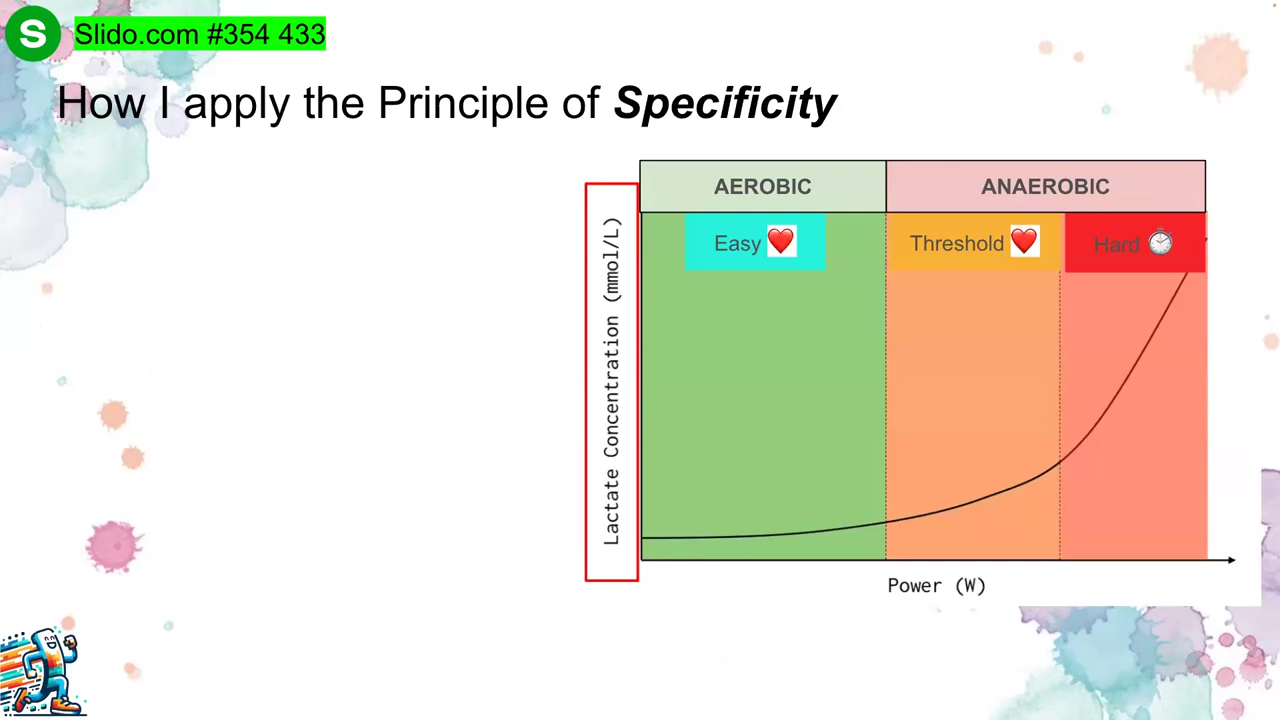 S
Slido.com #354 433
How I apply the Principle of Specificity
AEROBIC
ANAEROBIC
Easy ❤️
Threshold ❤️
Hard ⏱️
Lactate Concentration (mmol/L)
Power (W)